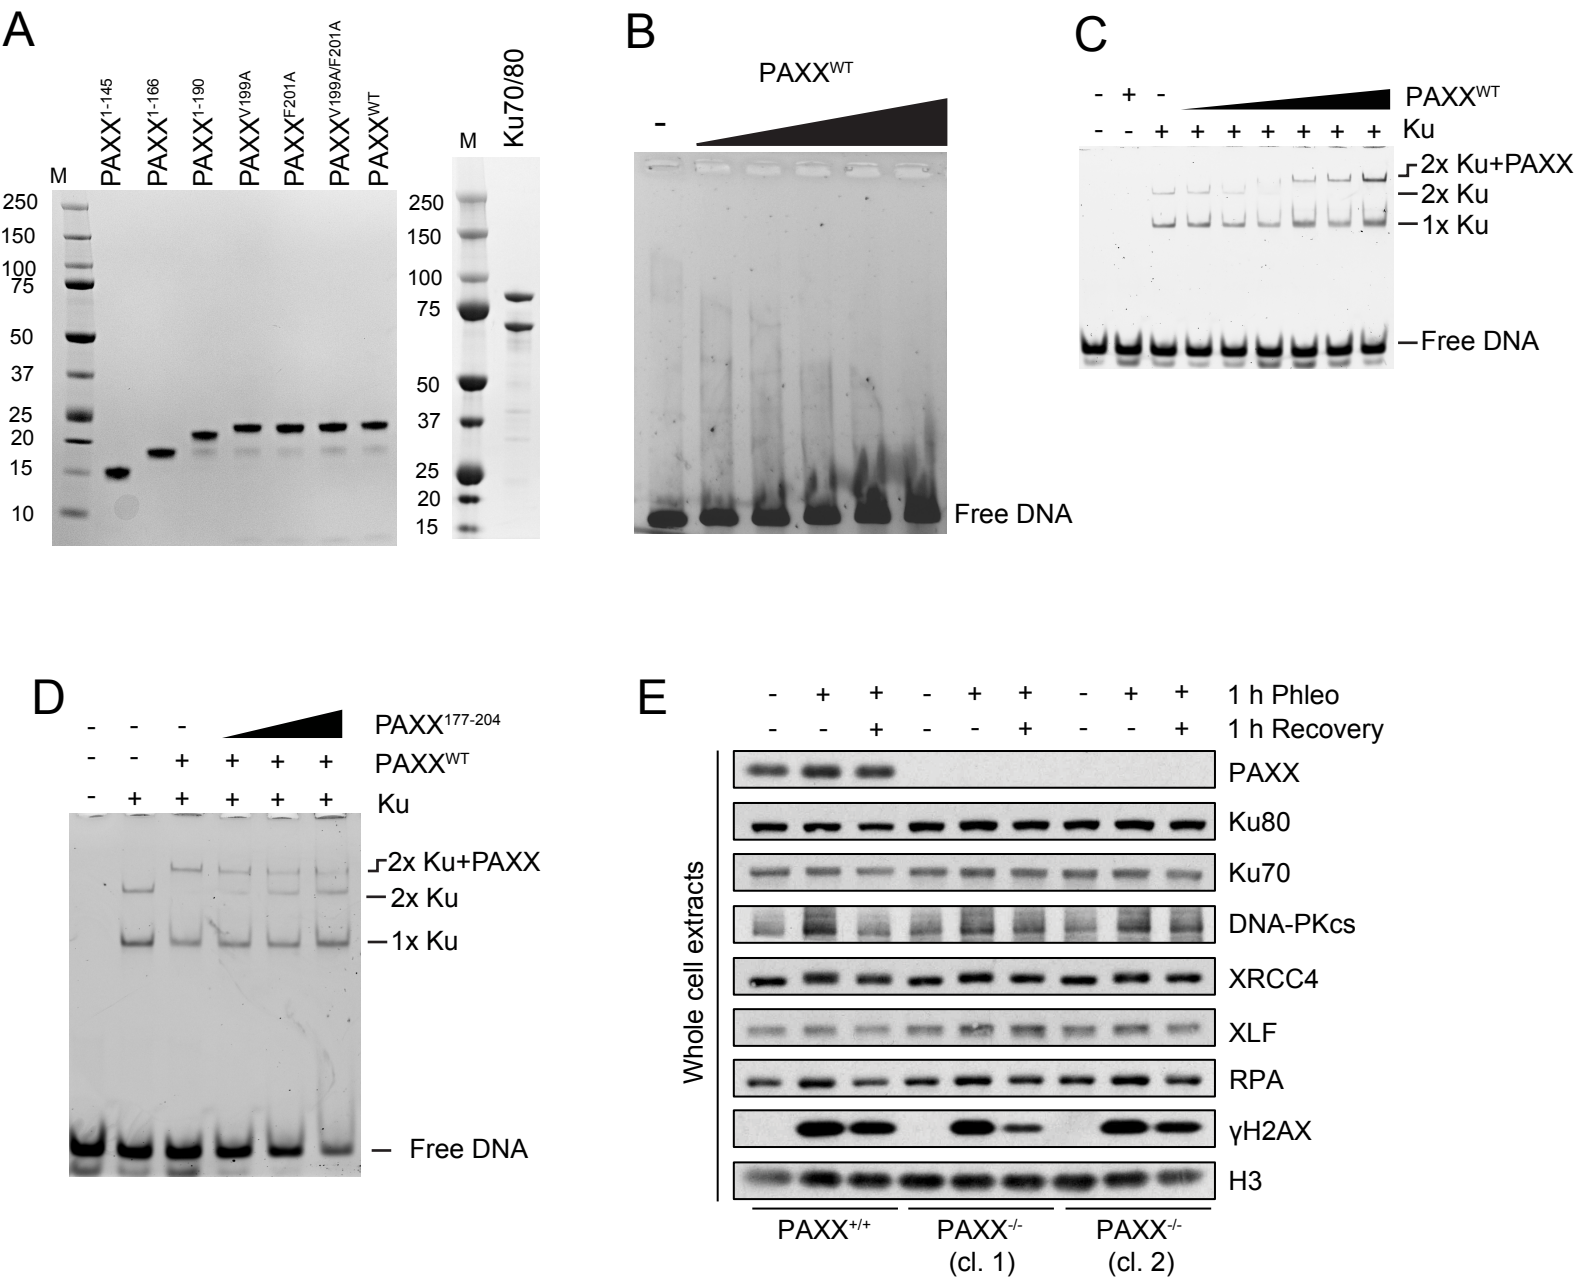 A
M
PAXX1-145
PAXX1-166
PAXX1-190
PAXXV199A
PAXXF201A
PAXXV199A/F201A
PAXXWT
250
150
100
75
50
37
25
20
15
10
M
Ku70/80
250
150
100
75
50
37
25
20
15
B
PAXXWT
-
Free DNA
C
- + - PAXXWT
- - + + + + + + + Ku
2x Ku+PAXX
2x Ku
1x Ku
Free DNA
D
- - - PAXX177-204
- - + + + + PAXXWT
- + + + + + Ku
2x Ku+PAXX
2x Ku
1x Ku
Free DNA
E
- + + - + + - + + 1 h Phleo
- - + - - + - - + 1 h Recovery
Whole cell extracts
PAXX
Ku80
Ku70
DNA-PKcs
XRCC4
XLF
RPA
γH2AX
H3
PAXX+/+
PAXX-/-
(cl. 1)
PAXX-/-
(cl. 2)